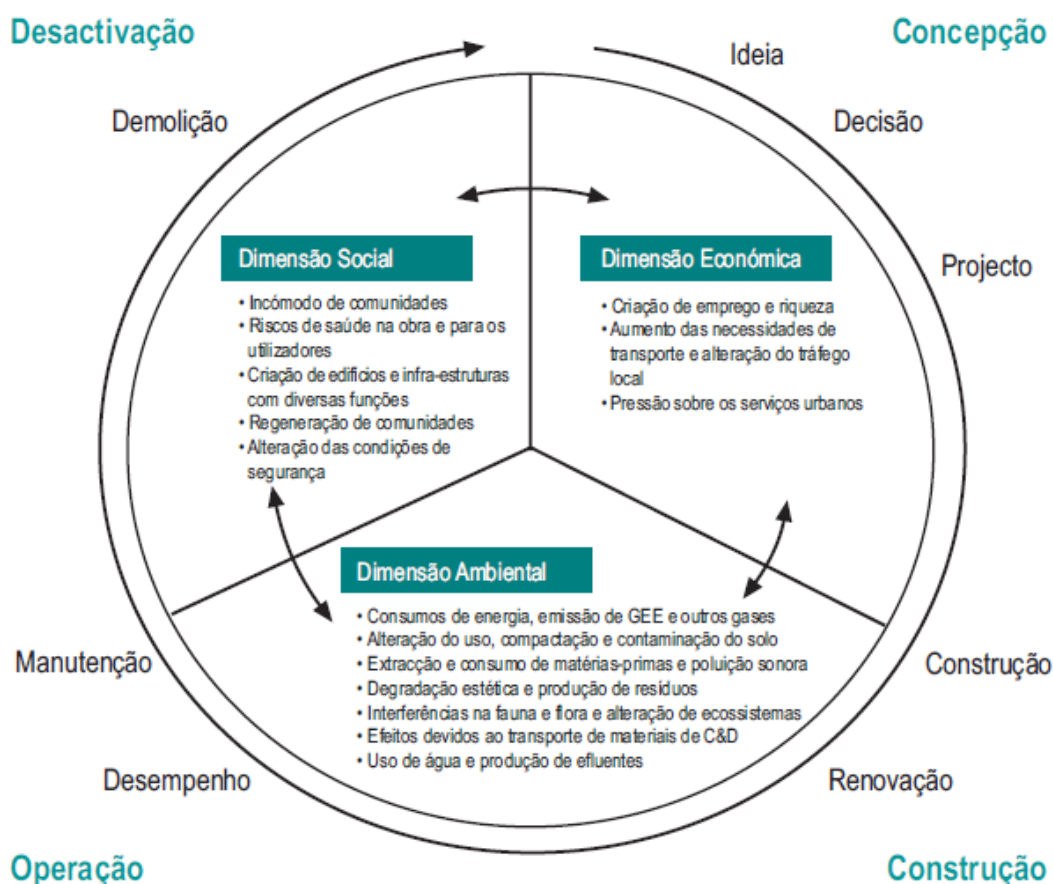 Desactivação
Concepção
Ideia
Demolição
Decisão
Projecto
Dimensão Social
• Incómodo de comunidades
• Riscos de saúde na obra e para os
utilizadores
• Criação de edifícios e infra-estruturas
com diversas funções
• Regeneração de comunidades
• Alteração das condições de
segurança
Dimensão Económica
• Criação de emprego e riqueza
• Aumento das necessidades de
transporte e alteração do tráfego
local
• Pressão sobre os serviços urbanos
Dimensão Ambiental
• Consumos de energia, emissão de GEE e outros gases
• Alteração do uso, compactação e contaminação do solo
• Extracção e consumo de matérias-primas e poluição sonora
• Degradação estética e produção de resíduos
• Interferências na fauna e flora e alteração de ecossistemas
• Efeitos devidos ao transporte de materiais de C&D
• Uso de água e produção de efluentes
Manutenção
Construção
Desempenho
Renovação
Operação
Construção